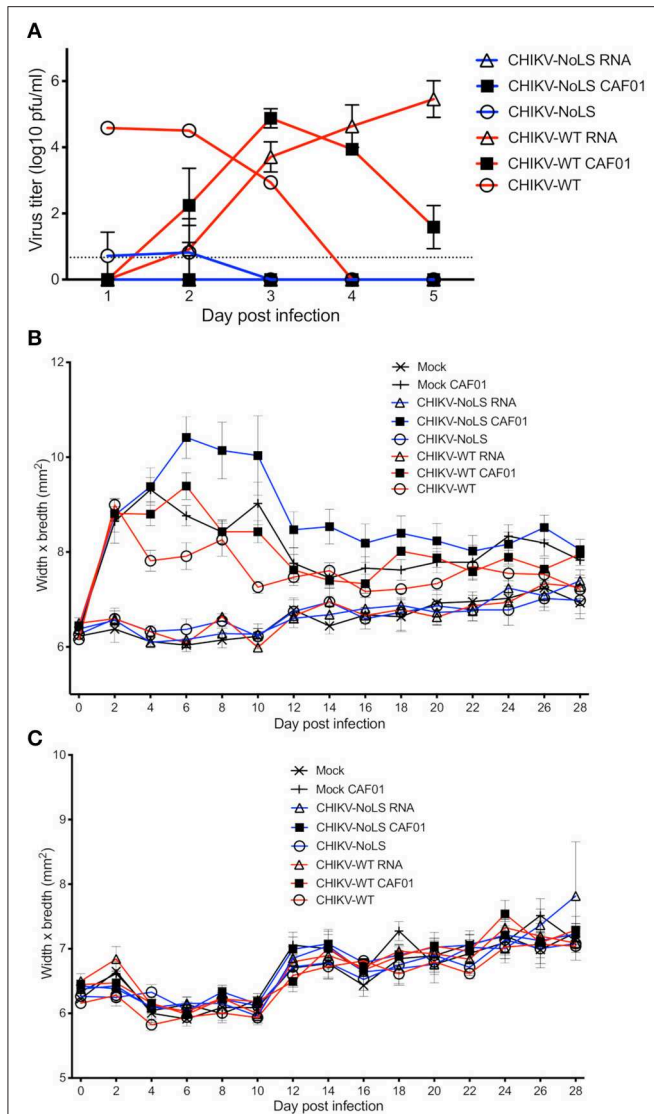 A
Virus titer (log10 pfu/ml)
6
4
2
0
1 2 3 4 5
Day post infection
CHIKV-NoLS RNA
CHIKV-NoLS CAF01
CHIKV-NoLS
CHIKV-WT RNA
CHIKV-WT CAF01
CHIKV-WT
B
Width x bredth (mm²)
12
10
8
6
0 2 4 6 8 10 12 14 16 18 20 22 24 26 28
Day post infection
Mock
Mock CAF01
CHIKV-NoLS RNA
CHIKV-NoLS CAF01
CHIKV-NoLS
CHIKV-WT RNA
CHIKV-WT CAF01
CHIKV-WT
C
Width x bredth (mm²)
10
9
8
7
6
5
0 2 4 6 8 10 12 14 16 18 20 22 24 26 28
Day post infection
Mock
Mock CAF01
CHIKV-NoLS RNA
CHIKV-NoLS CAF01
CHIKV-NoLS
CHIKV-WT RNA
CHIKV-WT CAF01
CHIKV-WT